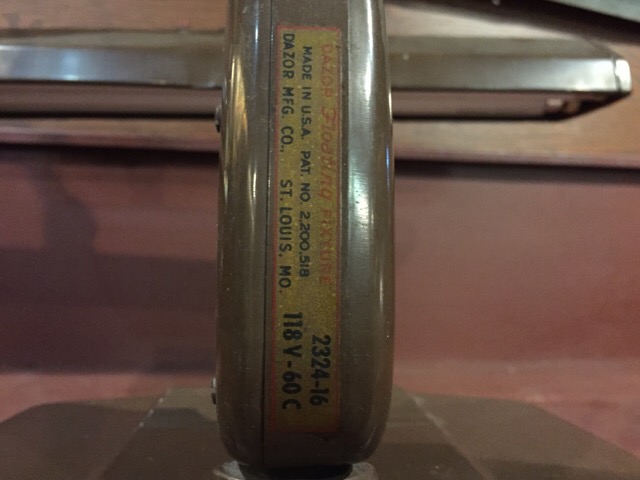 DAZOR Floating FIXTURE
MADE IN U.S.A. PAT. NO. 2,200,518
DAZOR MFG. CO., ST. LOUIS, MO.
2324-16
118 V - 60 C